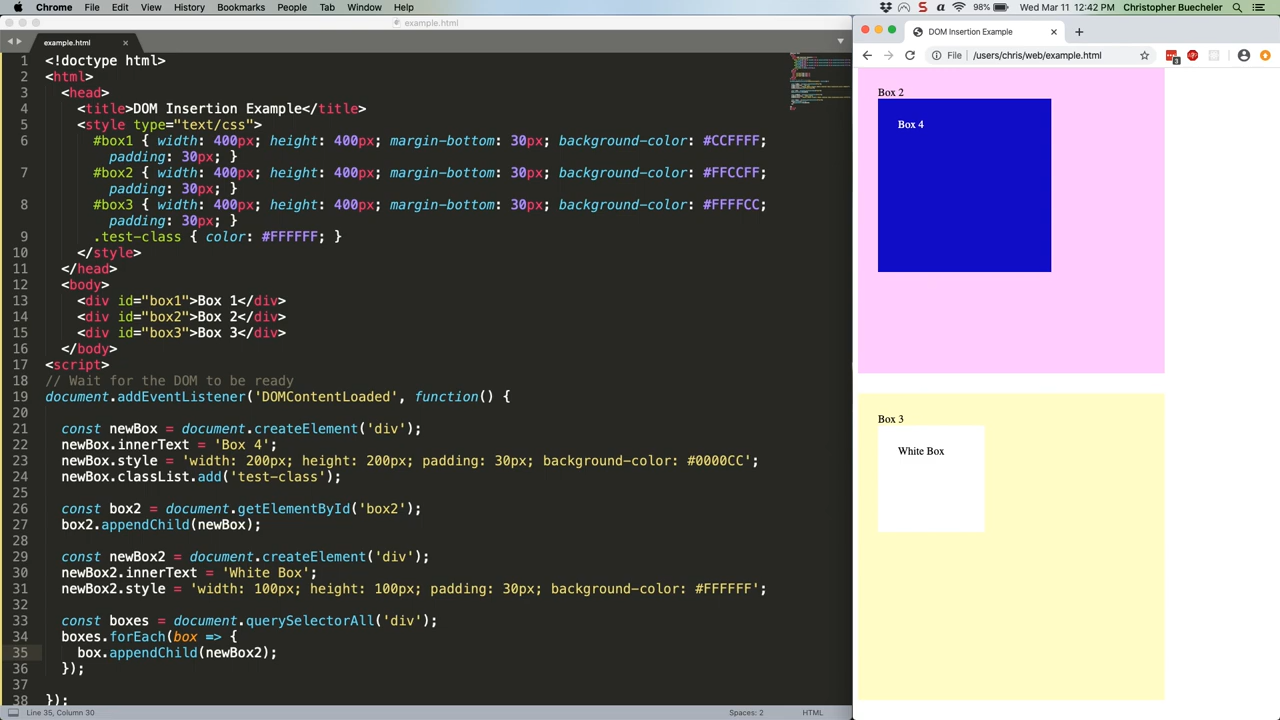 Chrome File Edit View History Bookmarks People Tab Window Help 98% Wed Mar 11 12:42 PM Christopher Buecheler
example.html
example.html
1 <!doctype html>
2 <html>
3 <head>
4 <title>DOM Insertion Example</title>
5 <style type="text/css">
6 #box1 { width: 400px; height: 400px; margin-bottom: 30px; background-color: #CCFFFF;
padding: 30px; }
7 #box2 { width: 400px; height: 400px; margin-bottom: 30px; background-color: #FFCCFF;
padding: 30px; }
8 #box3 { width: 400px; height: 400px; margin-bottom: 30px; background-color: #FFFFCC;
padding: 30px; }
9 .test-class { color: #FFFFFF; }
10 </style>
11 </head>
12 <body>
13 <div id="box1">Box 1</div>
14 <div id="box2">Box 2</div>
15 <div id="box3">Box 3</div>
16 </body>
17 <script>
18 // Wait for the DOM to be ready
19 document.addEventListener('DOMContentLoaded', function() {
20
21 const newBox = document.createElement('div');
22 newBox.innerText = 'Box 4';
23 newBox.style = 'width: 200px; height: 200px; padding: 30px; background-color: #0000CC';
24 newBox.classList.add('test-class');
25
26 const box2 = document.getElementById('box2');
27 box2.appendChild(newBox);
28
29 const newBox2 = document.createElement('div');
30 newBox2.innerText = 'White Box';
31 newBox2.style = 'width: 100px; height: 100px; padding: 30px; background-color: #FFFFFF';
32
33 const boxes = document.querySelectorAll('div');
34 boxes.forEach(box => {
35 box.appendChild(newBox2);
36 });
37
38 });
Line 35, Column 30 Spaces: 2 HTML
DOM Insertion Example
File /users/chris/web/example.html
3
Box 2
Box 4
Box 3
White Box